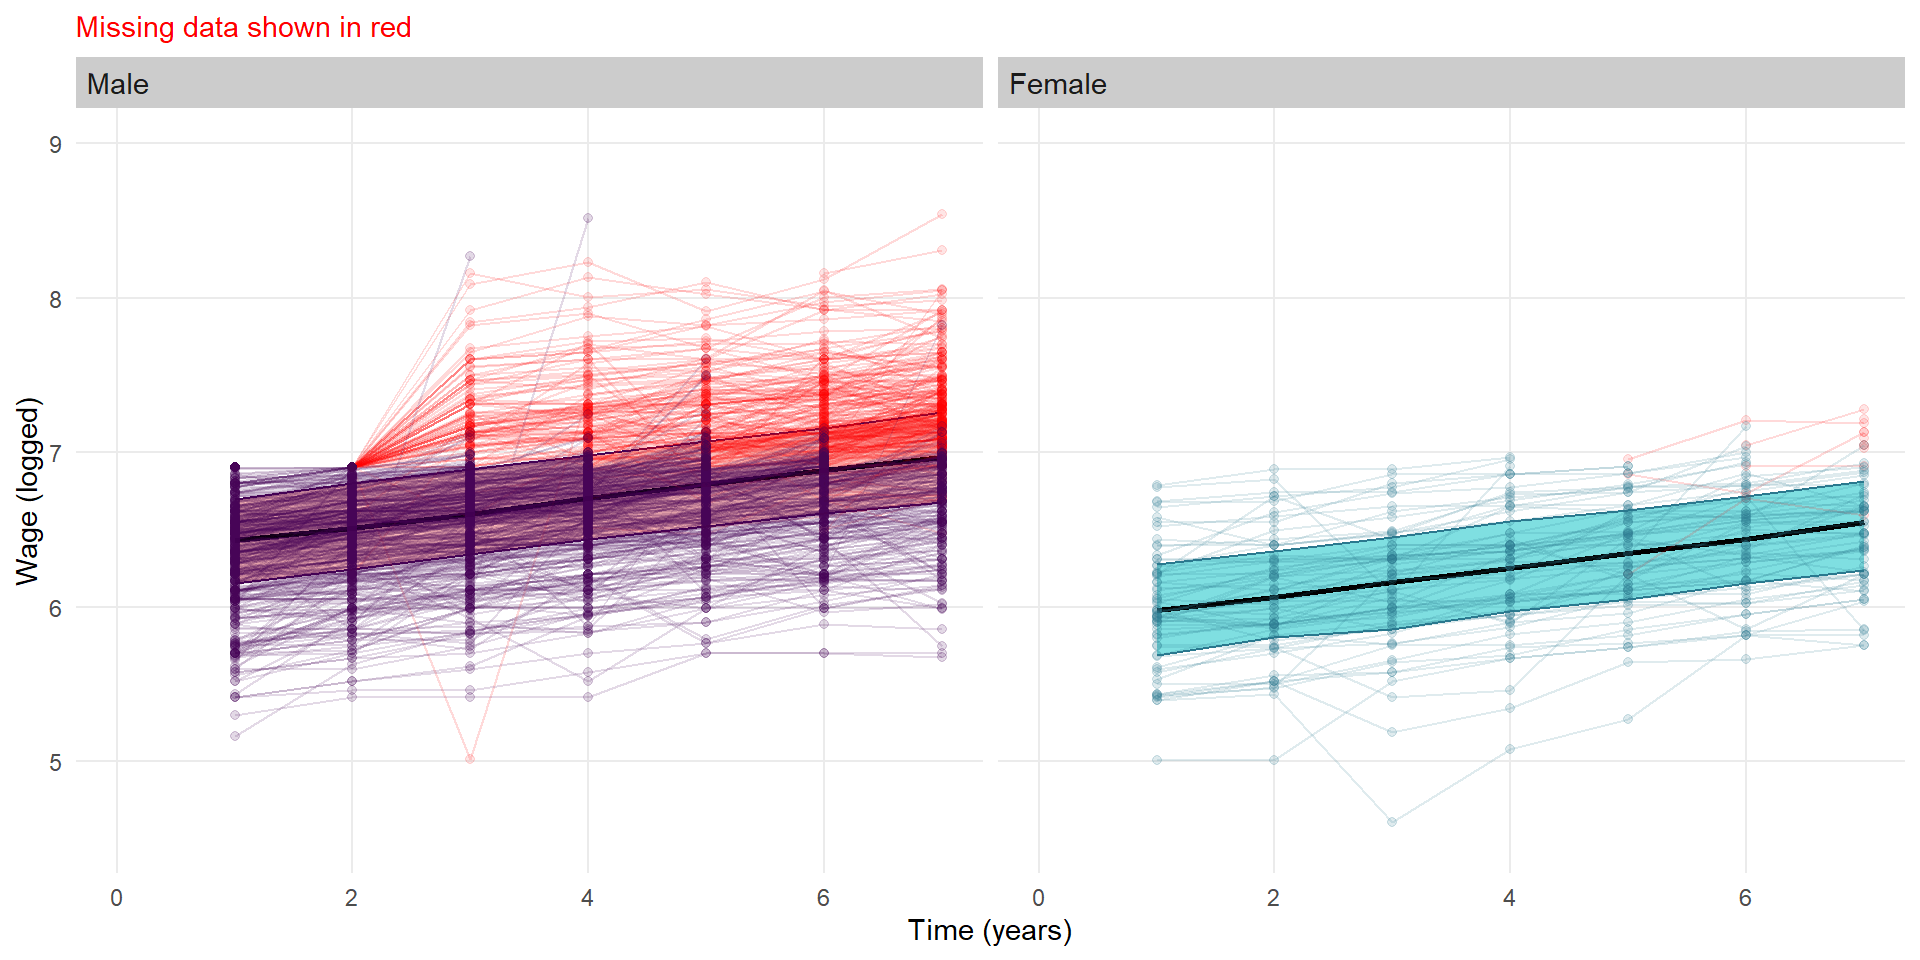 Missing data shown in red
Male
Female
9
8
7
6
5
Wage (logged)
0 2 4 6
0 2 4 6
Time (years)